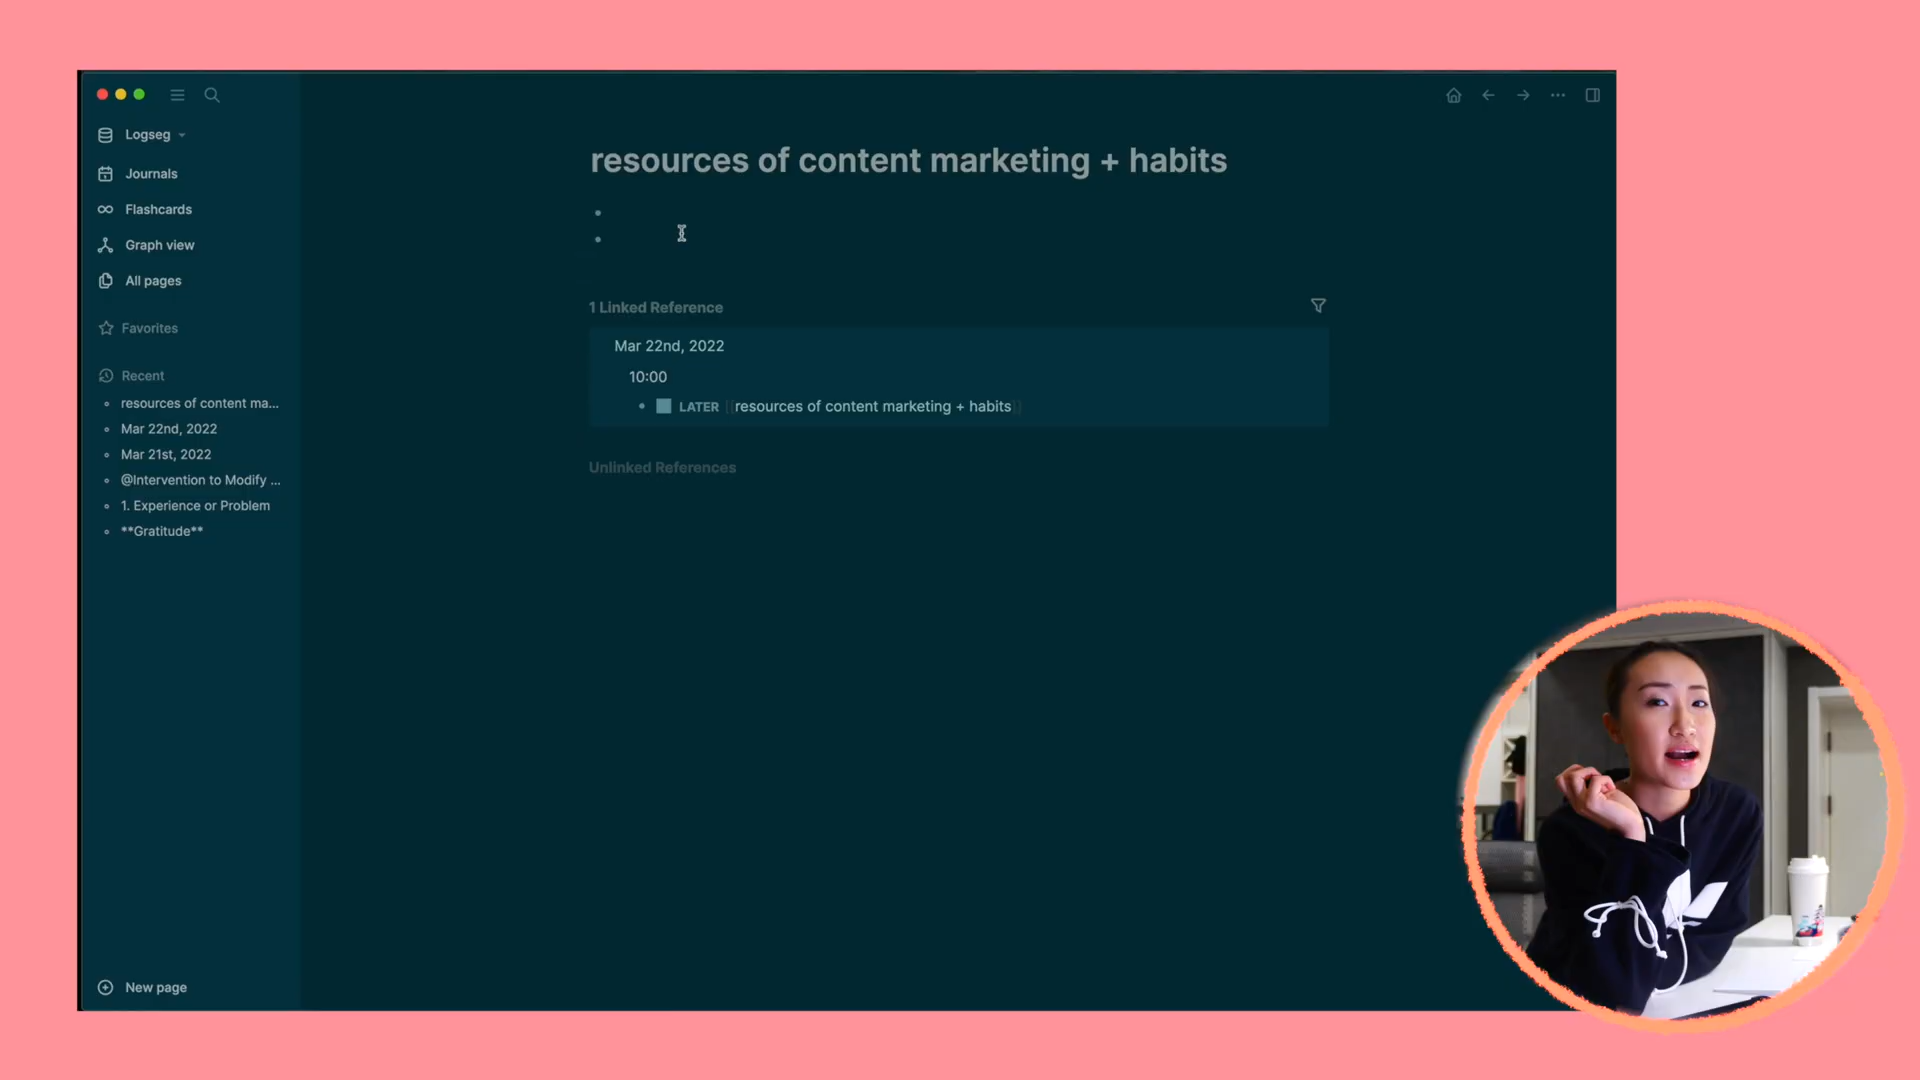 Logseq
Journals
Flashcards
Graph view
All pages
Favorites
Recent
resources of content ma...
Mar 22nd, 2022
Mar 21st, 2022
@Intervention to Modify ...
1. Experience or Problem
**Gratitude**
New page
resources of content marketing + habits
1 Linked Reference
Mar 22nd, 2022
10:00
LATER [[resources of content marketing + habits]]
Unlinked References